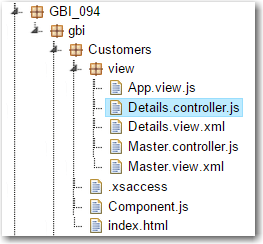 GBI_094
gbi
Customers
view
App.view.js
Details.controller.js
Details.view.xml
Master.controller.js
Master.view.xml
.xsaccess
Component.js
index.html